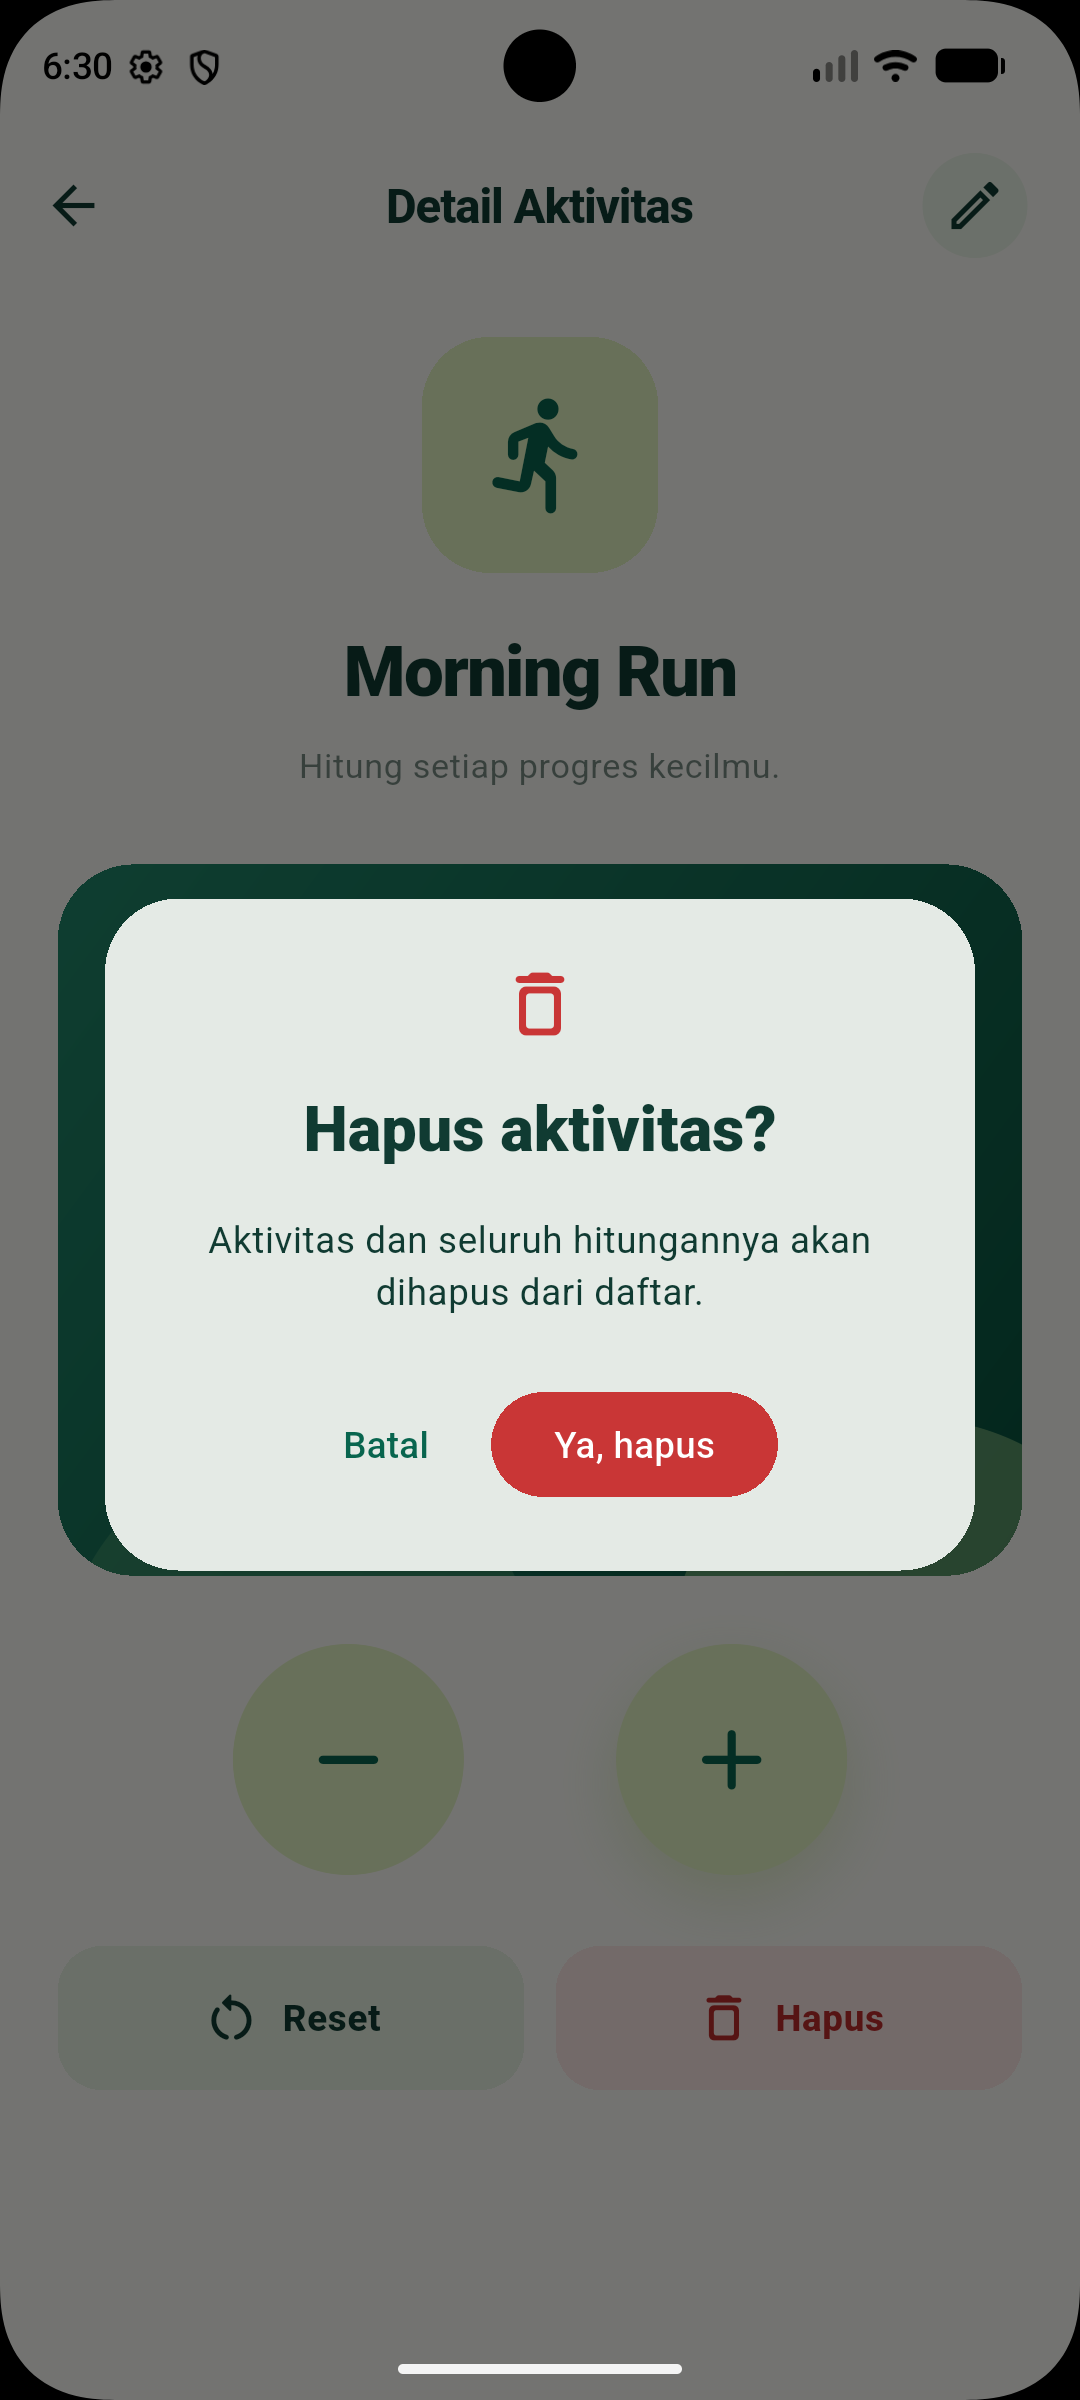 6:30
Detail Aktivitas
Morning Run
Hitung setiap progres kecilmu.
Hapus aktivitas?
Aktivitas dan seluruh hitungannya akan
dihapus dari daftar.
Batal
Ya, hapus
Reset
Hapus